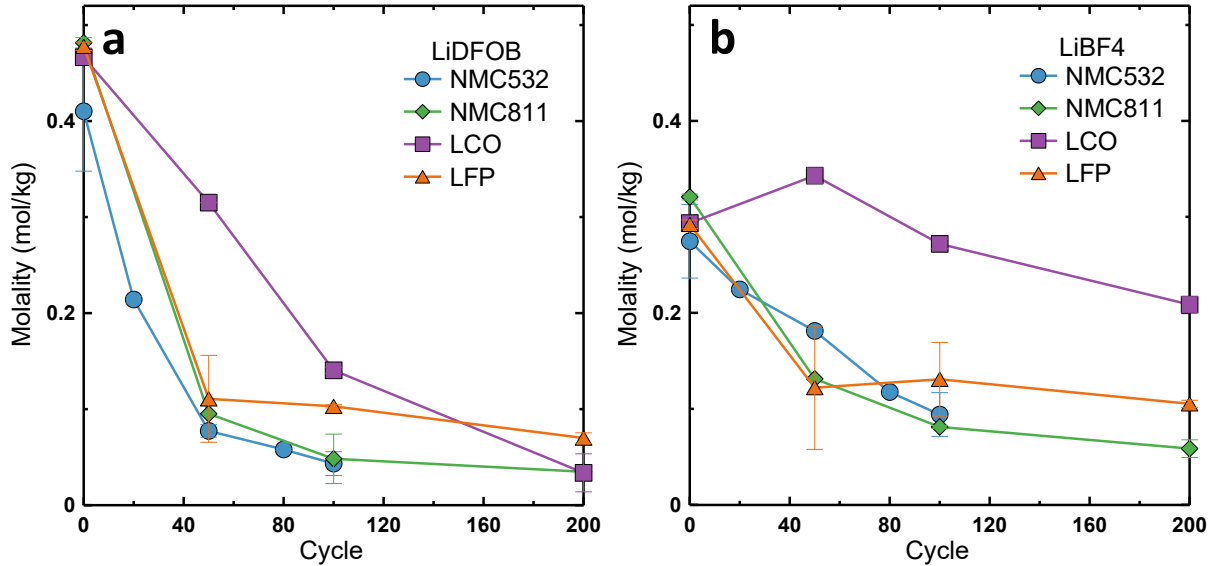 a
LiDFOB
NMC532
NMC811
LCO
LFP
0.4
0.2
0
Molality (mol/kg)
0 40 80 120 160 200
Cycle
b
LiBF4
NMC532
NMC811
LCO
LFP
0.4
0.2
0
Molality (mol/kg)
0 40 80 120 160 200
Cycle